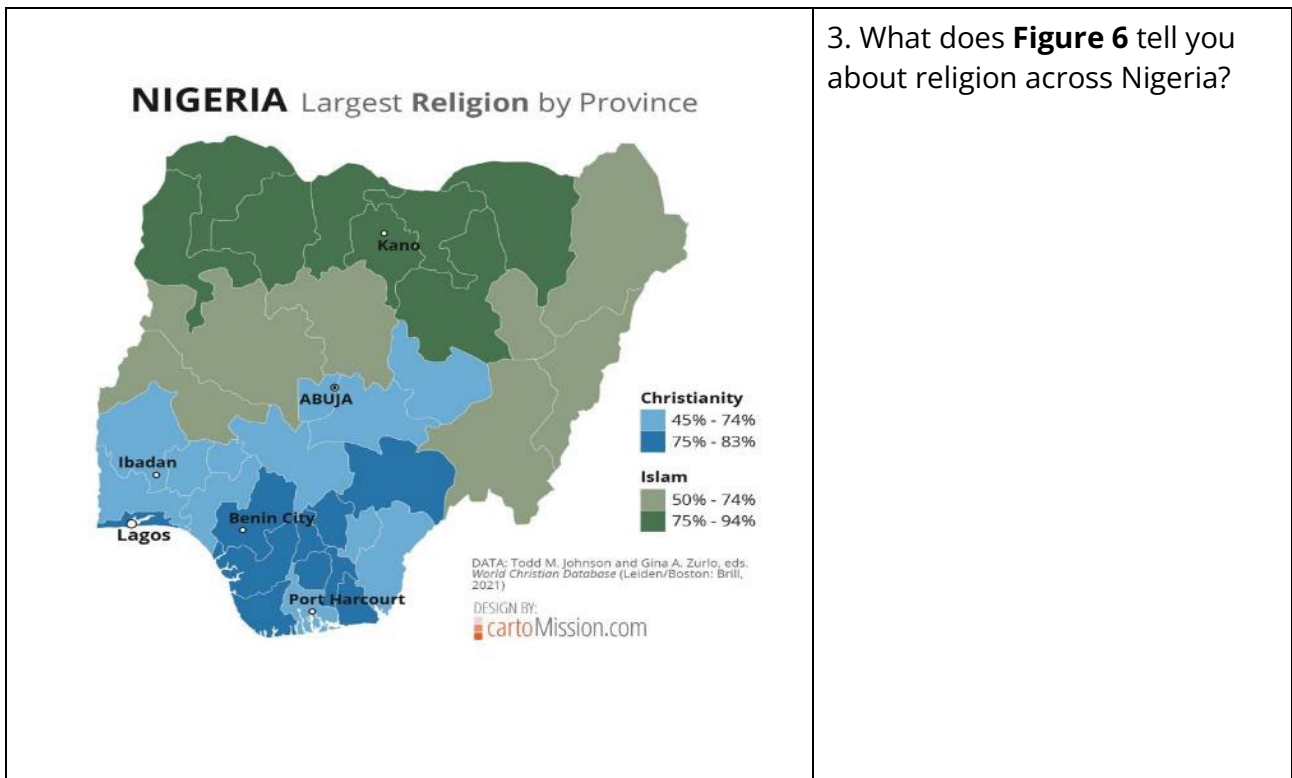 NIGERIA Largest Religion by Province
Kano
ABUJA
Ibadan
Benin City
Lagos
Port Harcourt
Christianity
45% - 74%
75% - 83%
Islam
50% - 74%
75% - 94%
DATA: Todd M. Johnson and Gina A. Zurlo, eds.
World Christian Database (Leiden/Boston: Brill,
2021)
DESIGN BY:
cartoMission.com
3. What does Figure 6 tell you
about religion across Nigeria?